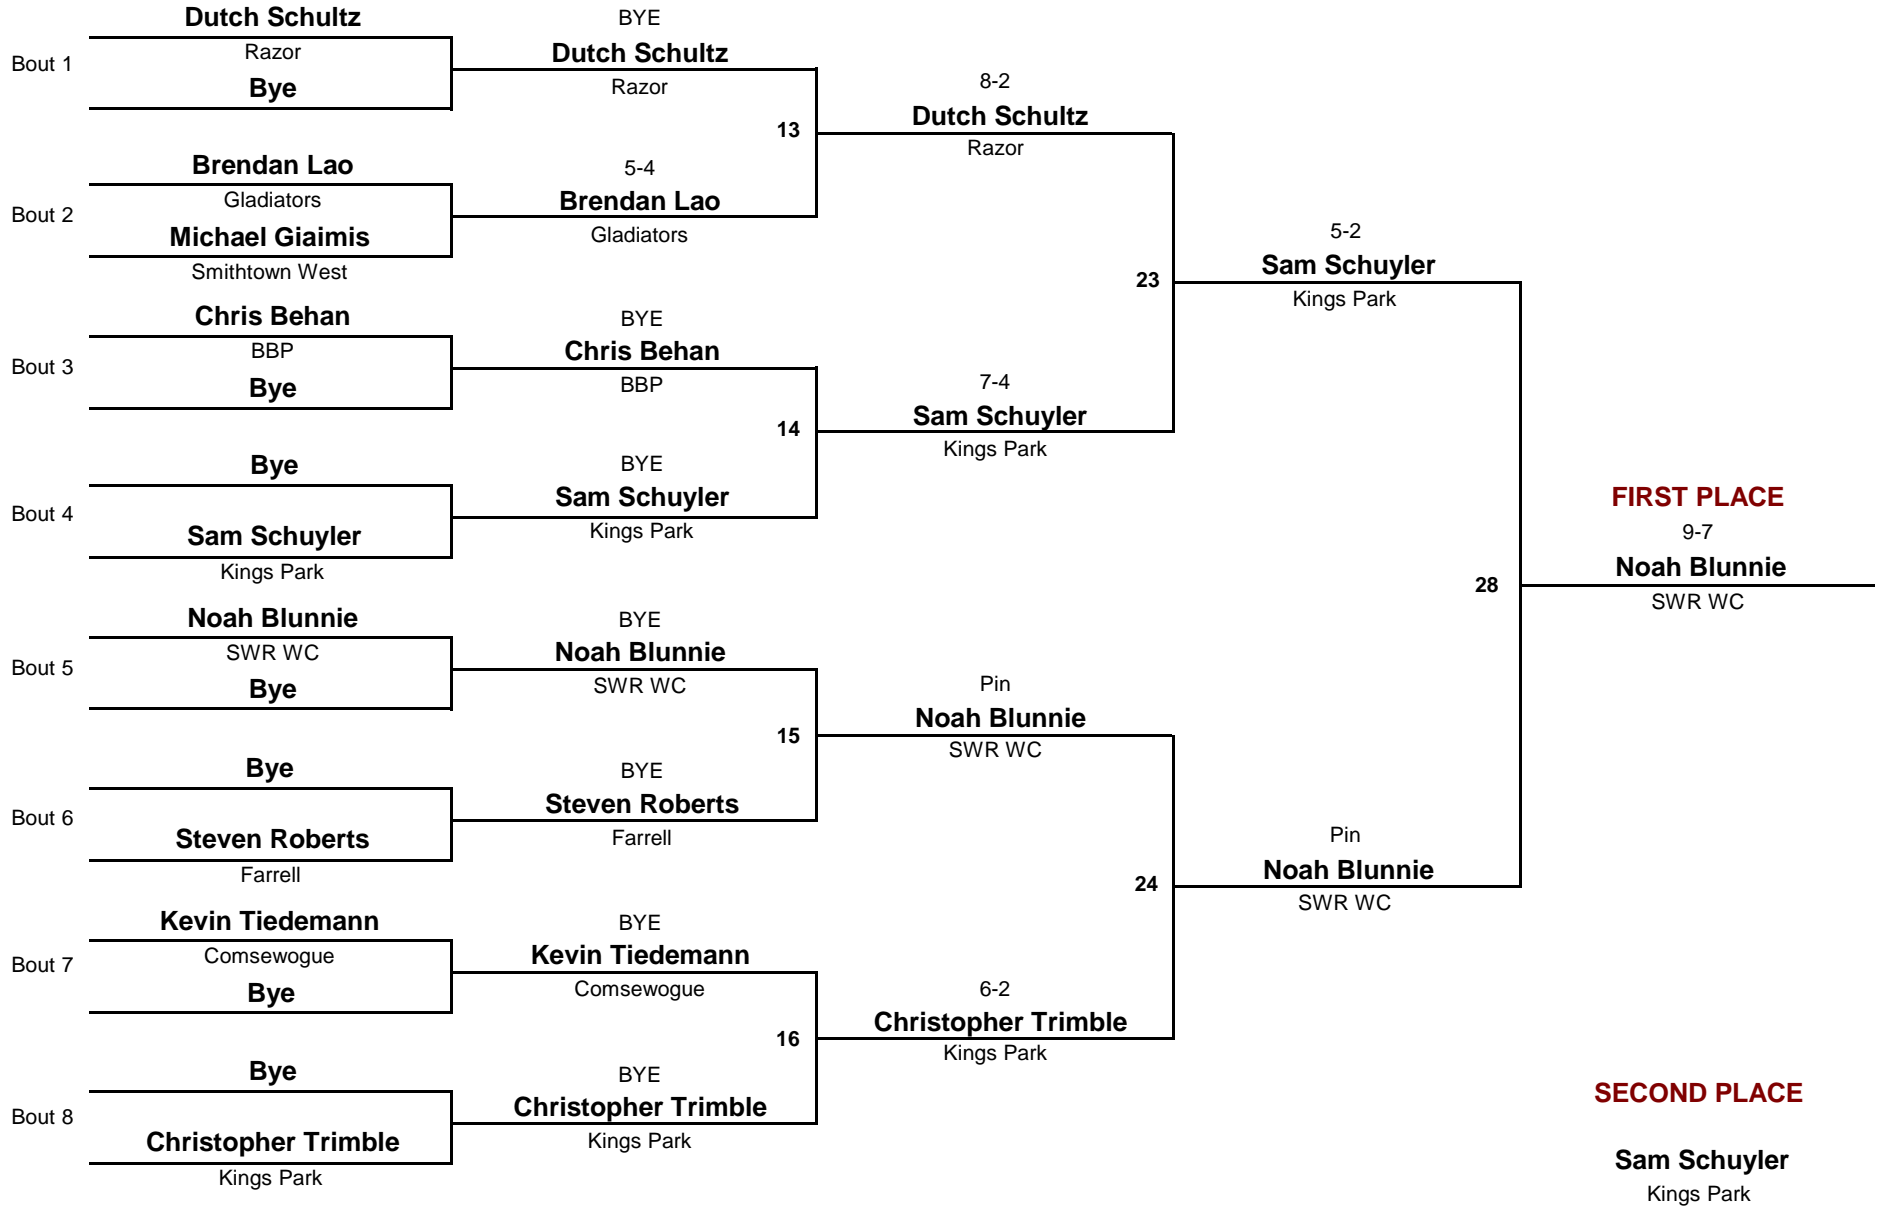 Dutch Schultz
Bout 1
Razor
Bye
Brendan Lao
Bout 2
Gladiators
Michael Giaimis
Smithtown West
Chris Behan
Bout 3
BBP
Bye
Bye
Bout 4
Sam Schuyler
Kings Park
Noah Blunnie
Bout 5
SWR WC
Bye
Bye
Bout 6
Steven Roberts
Farrell
Kevin Tiedemann
Bout 7
Comsewogue
Bye
Bye
Bout 8
Christopher Trimble
Kings Park
BYE
Dutch Schultz
Razor
13
5-4
Brendan Lao
Gladiators
BYE
Chris Behan
BBP
14
BYE
Sam Schuyler
Kings Park
BYE
Noah Blunnie
SWR WC
15
BYE
Steven Roberts
Farrell
BYE
Kevin Tiedemann
Comsewogue
16
BYE
Christopher Trimble
Kings Park
8-2
Dutch Schultz
Razor
23
7-4
Sam Schuyler
Kings Park
Pin
Noah Blunnie
SWR WC
24
6-2
Christopher Trimble
Kings Park
5-2
Sam Schuyler
Kings Park
28
Pin
Noah Blunnie
SWR WC
FIRST PLACE
9-7
Noah Blunnie
SWR WC
SECOND PLACE
Sam Schuyler
Kings Park